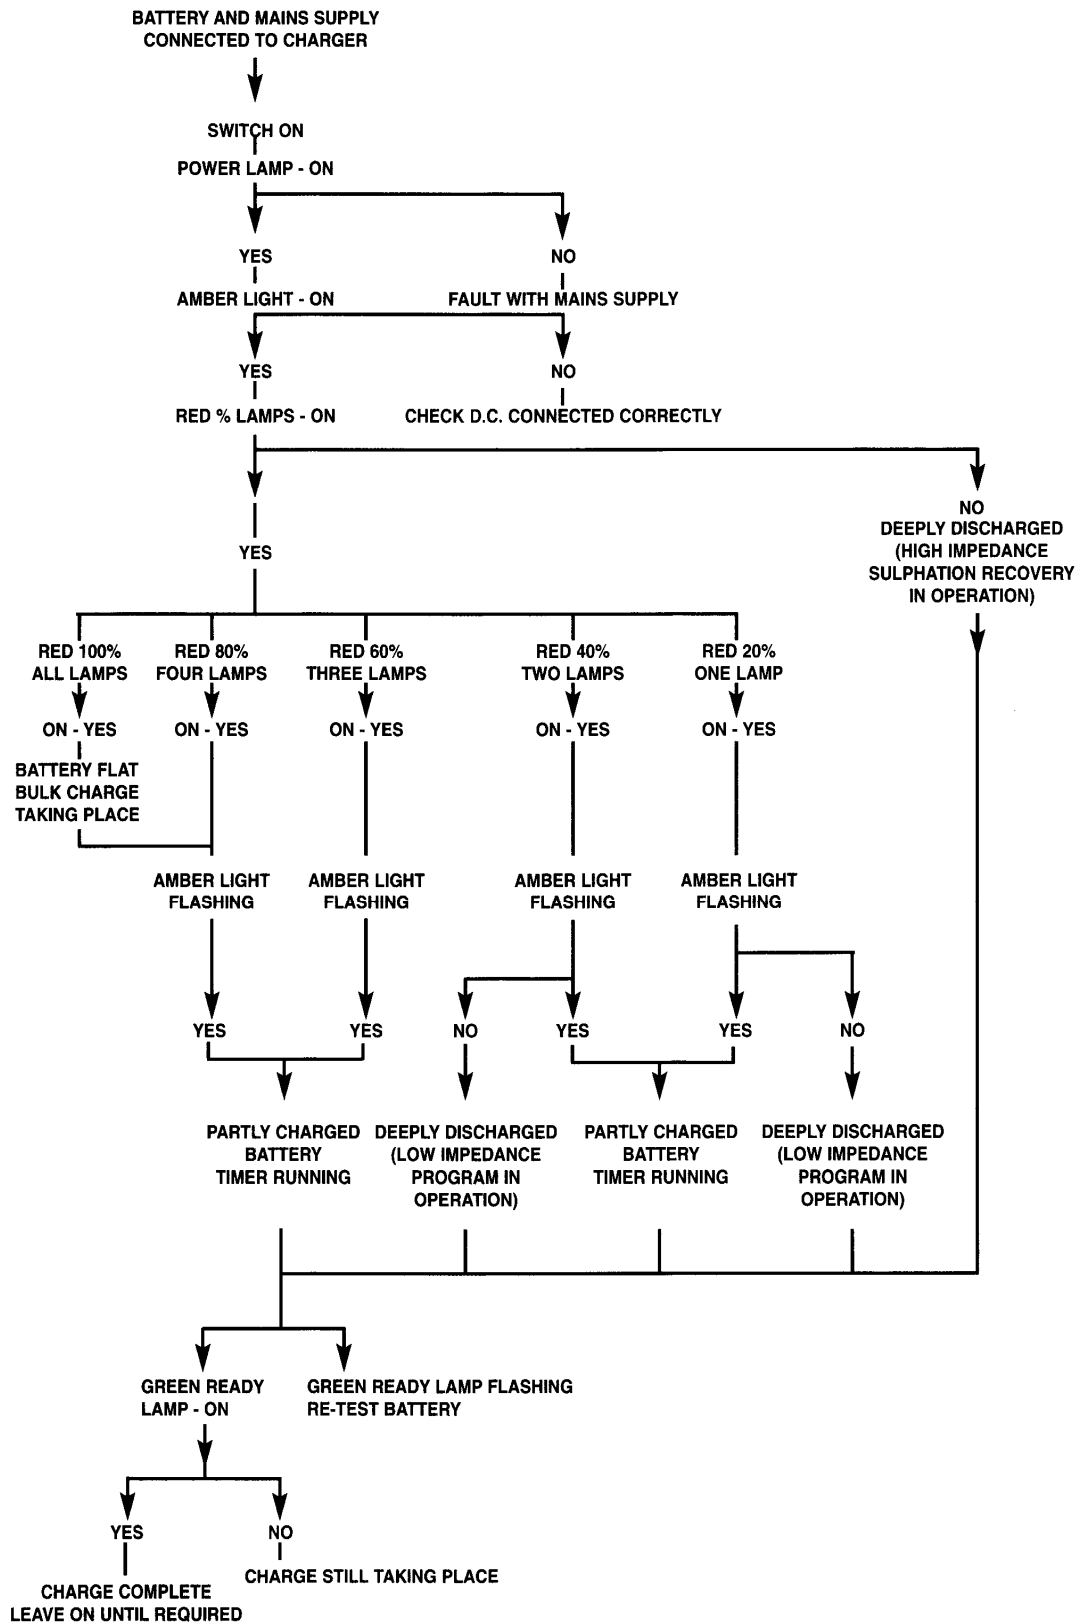 BATTERY AND MAINS SUPPLY
CONNECTED TO CHARGER
SWITCH ON
POWER LAMP - ON
YES
NO
AMBER LIGHT - ON
FAULT WITH MAINS SUPPLY
YES
NO
RED % LAMPS - ON
CHECK D.C. CONNECTED CORRECTLY
YES
NO
DEEPLY DISCHARGED
(HIGH IMPEDANCE
SULPHATION RECOVERY
IN OPERATION)
RED 100%
ALL LAMPS
RED 80%
FOUR LAMPS
RED 60%
THREE LAMPS
RED 40%
TWO LAMPS
RED 20%
ONE LAMP
ON - YES
ON - YES
ON - YES
ON - YES
ON - YES
BATTERY FLAT
BULK CHARGE
TAKING PLACE
AMBER LIGHT
FLASHING
AMBER LIGHT
FLASHING
AMBER LIGHT
FLASHING
AMBER LIGHT
FLASHING
YES
YES
NO
YES
YES
NO
PARTLY CHARGED
BATTERY
TIMER RUNNING
DEEPLY DISCHARGED
(LOW IMPEDANCE
PROGRAM IN
OPERATION)
PARTLY CHARGED
BATTERY
TIMER RUNNING
DEEPLY DISCHARGED
(LOW IMPEDANCE
PROGRAM IN
OPERATION)
GREEN READY
LAMP - ON
GREEN READY LAMP FLASHING
RE-TEST BATTERY
YES
NO
CHARGE COMPLETE
LEAVE ON UNTIL REQUIRED
CHARGE STILL TAKING PLACE